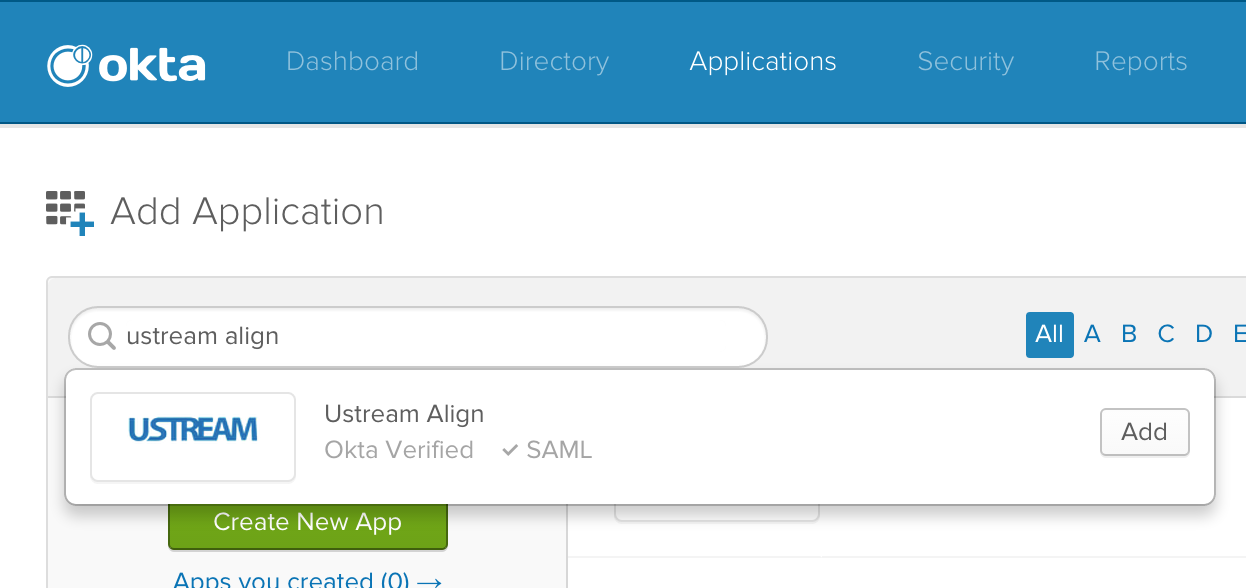 okta Dashboard Directory Applications Security Reports
Add Application
ustream align
All A B C D E
USTREAM
Ustream Align
Okta Verified ✓ SAML
Add
Create New App
Apps you created (0) →